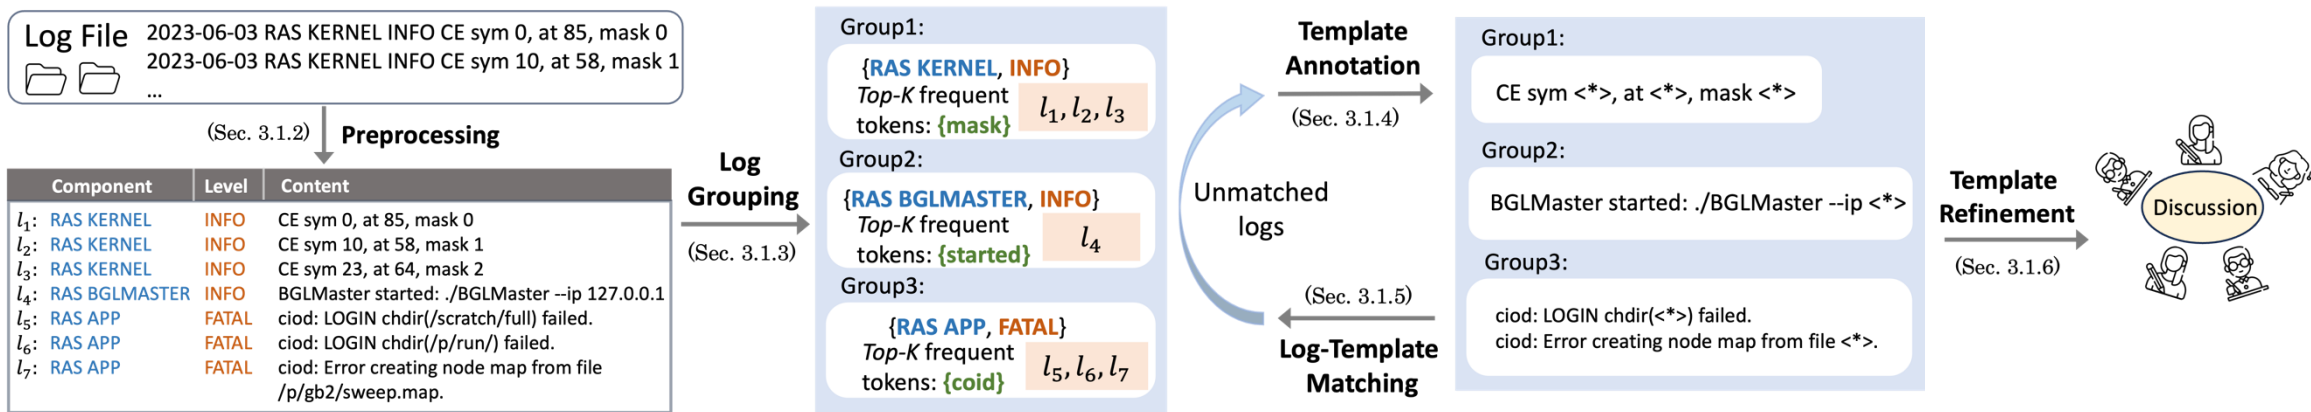 Log File
2023-06-03 RAS KERNEL INFO CE sym 0, at 85, mask 0
2023-06-03 RAS KERNEL INFO CE sym 10, at 58, mask 1
...
(Sec. 3.1.2)
Preprocessing
Component Level Content
l1: RAS KERNEL INFO CE sym 0, at 85, mask 0
l2: RAS KERNEL INFO CE sym 10, at 58, mask 1
l3: RAS KERNEL INFO CE sym 23, at 64, mask 2
l4: RAS BGLMASTER INFO BGLMaster started: ./BGLMaster --ip 127.0.0.1
l5: RAS APP FATAL ciod: LOGIN chdir(/scratch/full) failed.
l6: RAS APP FATAL ciod: LOGIN chdir(/p/run/) failed.
l7: RAS APP FATAL ciod: Error creating node map from file
/p/gb2/sweep.map.
Log
Grouping
(Sec. 3.1.3)
Group1:
{RAS KERNEL, INFO}
Top-K frequent
tokens: {mask}
l1, l2, l3
Group2:
{RAS BGLMASTER, INFO}
Top-K frequent
tokens: {started}
l4
Group3:
{RAS APP, FATAL}
Top-K frequent
tokens: {coid}
l5, l6, l7
Unmatched
logs
Template
Annotation
(Sec. 3.1.4)
(Sec. 3.1.5)
Log-Template
Matching
Group1:
CE sym <*>, at <*>, mask <*>
Group2:
BGLMaster started: ./BGLMaster --ip <*>
Group3:
ciod: LOGIN chdir(<*>) failed.
ciod: Error creating node map from file <*>.
Template
Refinement
(Sec. 3.1.6)
Discussion